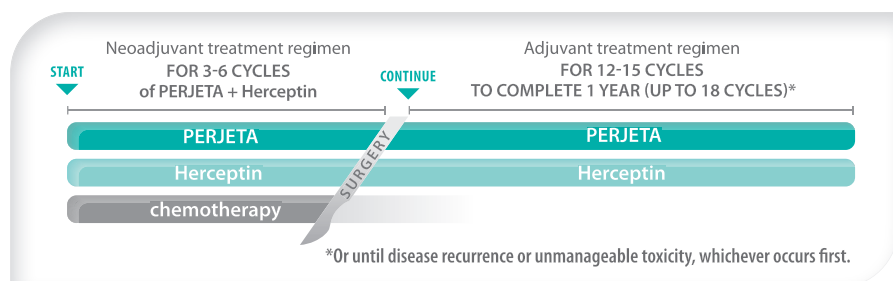 Neoadjuvant treatment regimen
FOR 3-6 CYCLES
of PERJETA + Herceptin
START
CONTINUE
Adjuvant treatment regimen
FOR 12-15 CYCLES
TO COMPLETE 1 YEAR (UP TO 18 CYCLES)*
PERJETA
PERJETA
Herceptin
Herceptin
chemotherapy
SURGERY
*Or until disease recurrence or unmanageable toxicity, whichever occurs first.